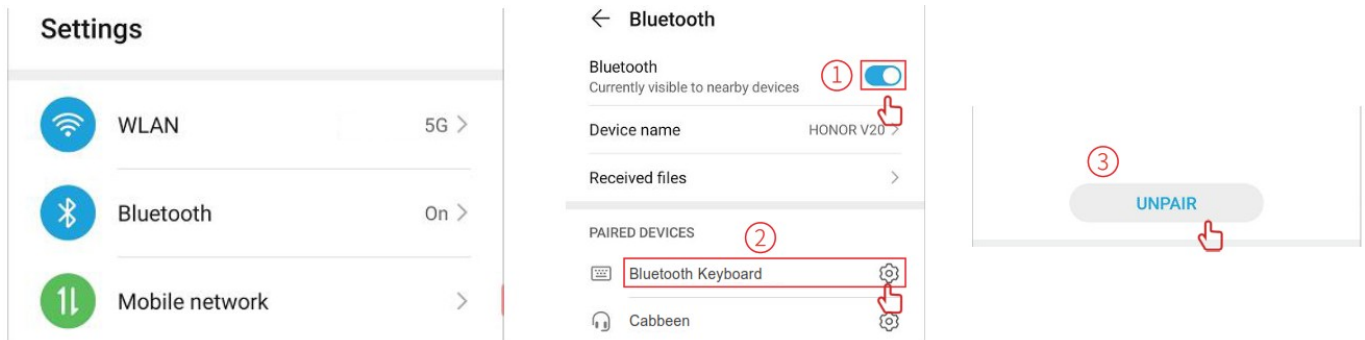 Settings
WLAN
5G >
Bluetooth
On >
Mobile network
>
← Bluetooth
Bluetooth
Currently visible to nearby devices
①
Device name
HONOR V20 >
Received files
>
PAIRED DEVICES
②
Bluetooth Keyboard
Cabbeen
③
UNPAIR